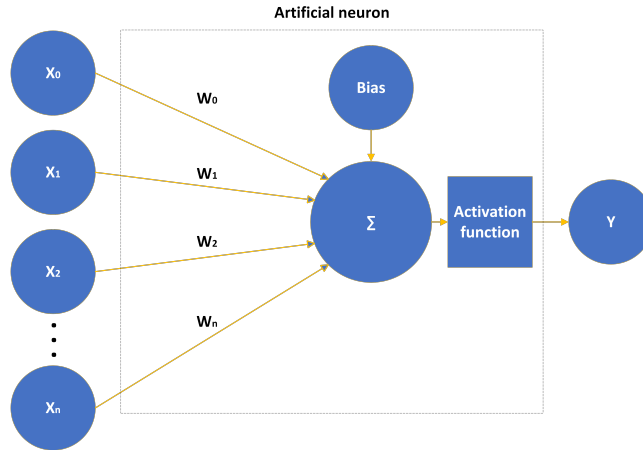 Artificial neuron
X₀
W₀
Bias
X₁
W₁
Σ
Activation
function
Y
X₂
W₂
Wₙ
Xₙ